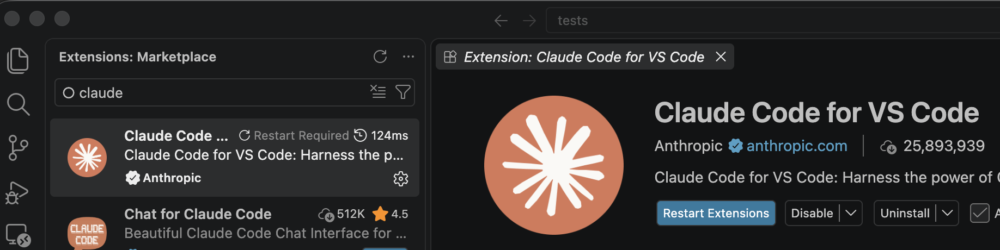 tests
Extensions: Marketplace
claude
Claude Code ... Restart Required 124ms
Claude Code for VS Code: Harness the p...
Anthropic
Chat for Claude Code 512K 4.5
Beautiful Claude Code Chat Interface for ...
CLAUDE
CODE
Extension: Claude Code for VS Code
Claude Code for VS Code
Anthropic anthropic.com 25,893,939
Claude Code for VS Code: Harness the power of
Restart Extensions Disable Uninstall